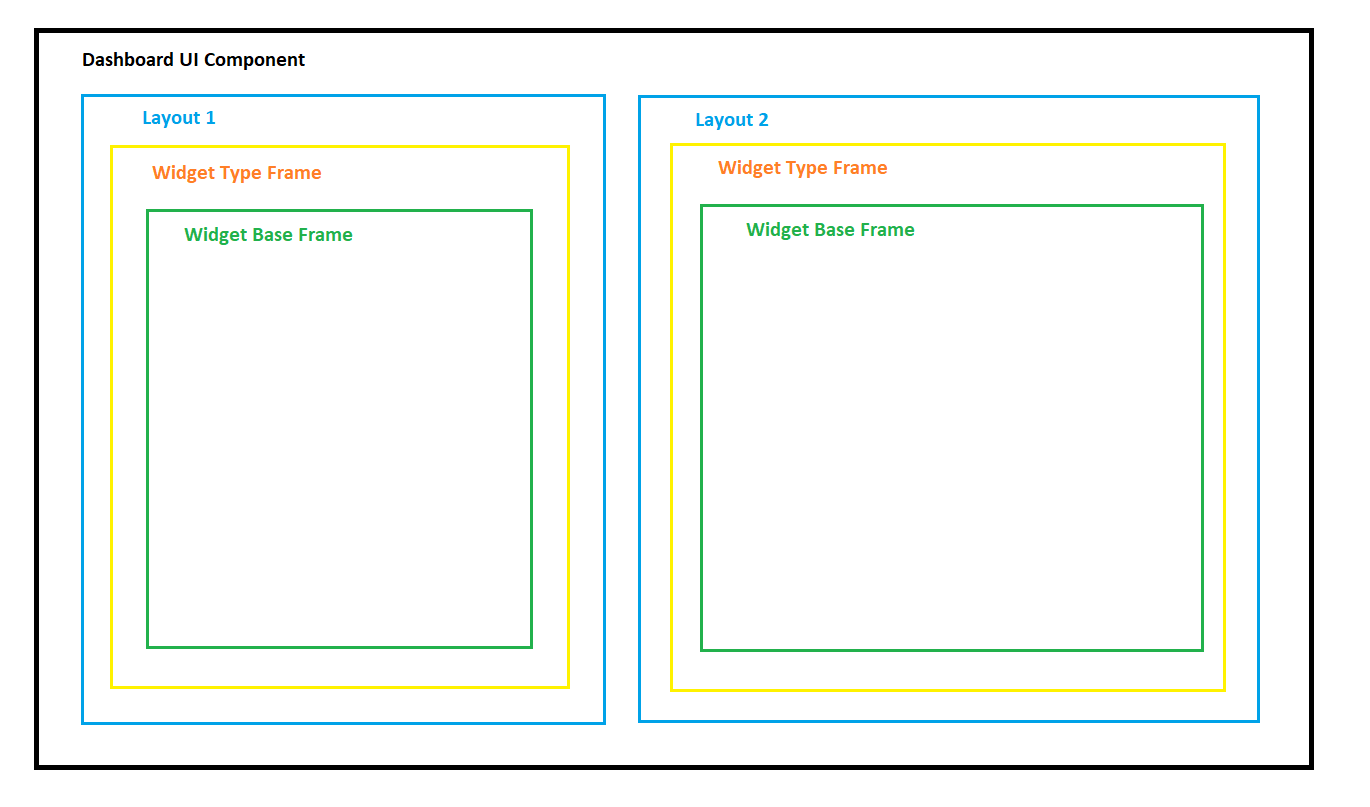 Dashboard UI Component
Layout 1
Widget Type Frame
Widget Base Frame
Layout 2
Widget Type Frame
Widget Base Frame